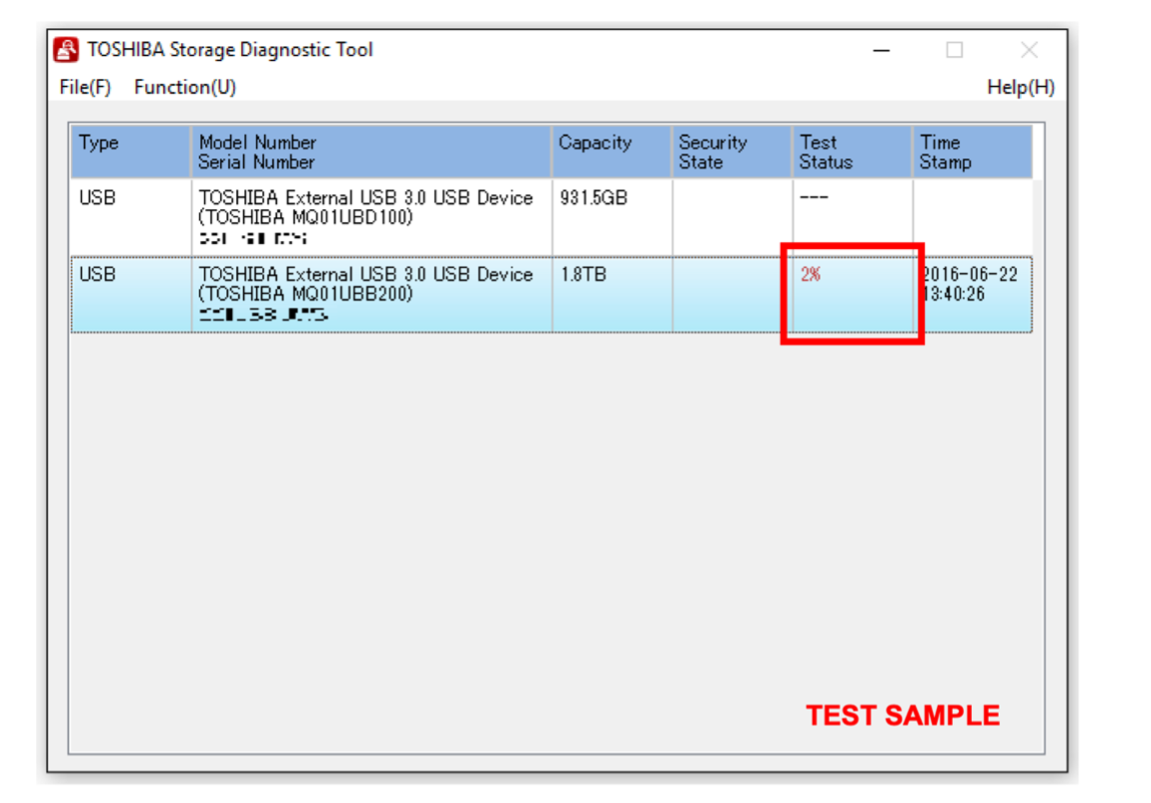 TOSHIBA Storage Diagnostic Tool
File(F) Function(U) Help(H)
Type Model Number Capacity Security Test Time
Serial Number State Status Stamp
USB TOSHIBA External USB 3.0 USB Device 931.5GB ---
(TOSHIBA MQ01UBD100)
USB TOSHIBA External USB 3.0 USB Device 1.8TB 2% 2016-06-22
(TOSHIBA MQ01UBB200) 13:40:26
TEST SAMPLE